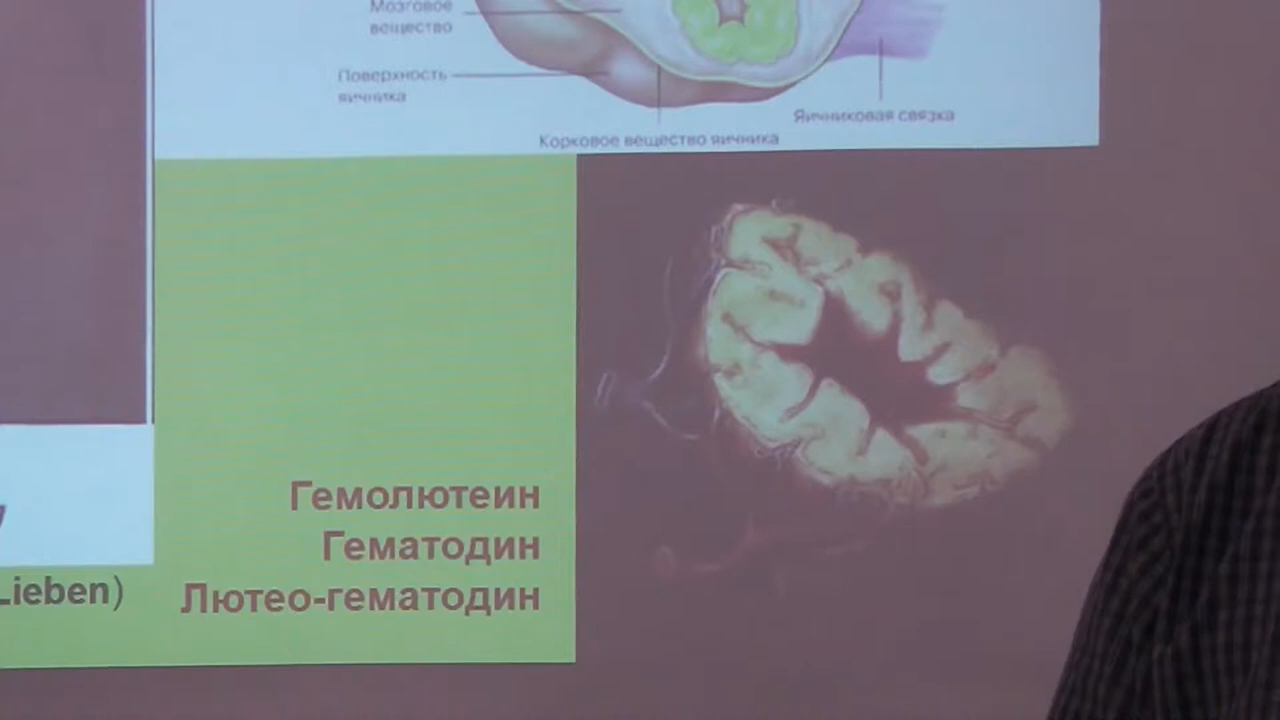 Мозговое
вещество
Поверхность
яичника
Яичниковая связка
Корковое вещество яичника
Гемолютеин
Гематодин
Лютео-гематодин
Lieben)